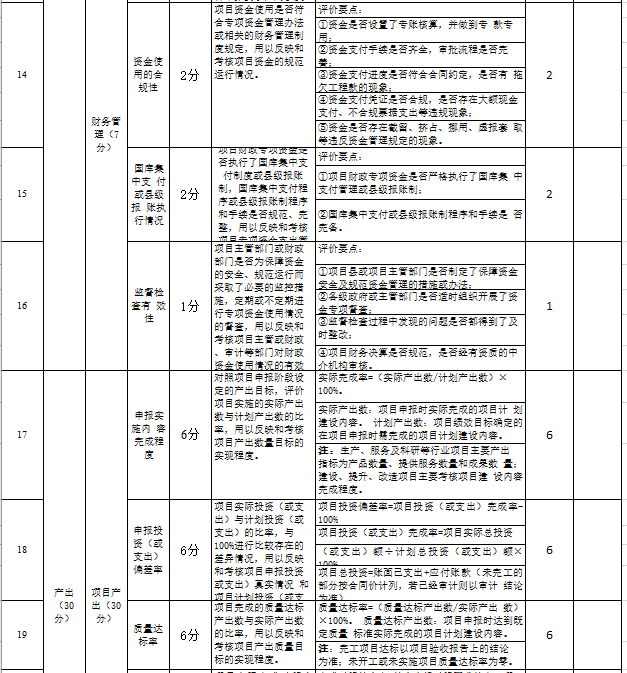 14
财务管理（7分）
资金使用的合规性
2分
项目资金使用是否符
合专项资金管理办法
或相关的财务管理制
度规定，用以反映和
考核项目资金的规范
运行情况。
评价要点：
①资金是否设置了专账核算，并做到专 款专
用；
②资金支付手续是否齐全，审批流程是否完
善；
③资金支付进度是否符合合同约定，是否有 拖
欠工程款的现象；
④资金支付凭证是否合规，是否存在大额现金
支付、不合规票据支出等违规现象；
⑤资金是否存在截留、挤占、挪用、虚报套 取
等违反资金管理规定的现象。
2
15
国库集中支 付或县级报 账执行情况
2分
项目财政专项资金是
否执行了国库集中支
付制度或县级报账
制，国库集中支付程
序或县级报账制程序
和手续是否规范、完
整，用以反映和考核
项目专项资金支出管
评价要点：
①项目财政专项资金是否严格执行了国库集 中
支付管理或县级报账制；
②国库集中支付或县级报账制程序和手续是 否
完备。
2
16
监督检查有 效性
1分
项目主管部门或财政
部门是否为保障资金
的安全、规范运行而
采取了必要的监控措
施，定期或不定期进
行专项资金使用情况
的督查，用以反映和
考核项目主管或财政
、审计等部门对财政
资金使用情况的有效
评价要点：
①项目县或项目主管部门是否制定了保障资金
安全及规范资金管理的措施或办法；
②各级政府或主管部门是否适时组织开展了资
金专项督查；
③监督检查过程中发现的问题是否都得到了及
时整改；
④项目财务决算是否规范，是否经有资质的中
介机构审核。
1
17
产出（30分）
项目产出（30分）
申报实施内 容完成程度
6分
对照项目申报阶段设
定的产出目标，评价
项目实施的实际产出
数与计划产出数的比
率，用以反映和考核
项目产出数量目标的
实现程度。
实际完成率=（实际产出数/计划产出数）×
100%。
实际产出数：项目申报时实际完成的项目计 划
建设内容。 计划产出数：项目绩效目标确定的
在项目申报时需完成的项目计划建设内容。
注：生产、服务及科研等行业项目主要产出
指标为产品数量、提供服务数量和成果数 量；
建设、提升、改造项目主要考核项目建 设内容
完成程度。
6
18
申报投资（或支出）偏差率
6分
项目实际投资（或支
出）与计划投资（或支
出）的比率，与
100%进行比较存在的
差异情况，用以反映
和考核项目申报投资
或支出）真实情况 和
项目计划投资（或支
项目投资偏差率=项目投资（或支出）完成率-
100%
项目投资（或支出）完成率=项目实际总投资
（或支出）额÷计划总投资（或支出）额×
100%
项目总投资=账面已支出+应付账款（未完工的
部分按合同价计列，若已经审计则以审计 结论
为准）
6
19
质量达标率
6分
项目完成的质量达标
产出数与实际产出数
的比率，用以反映和
考核项目产出质量目
标的实现程度。
质量达标率=（质量达标产出数/实际产出 数）
×100%。 质量达标产出数：项目申报时达到既
定质量 标准实际完成的项目计划建设内容。
注：完工项目达标以项目验收报告上的结论
为准；未开工或未实施项目质量达标率为零。
6